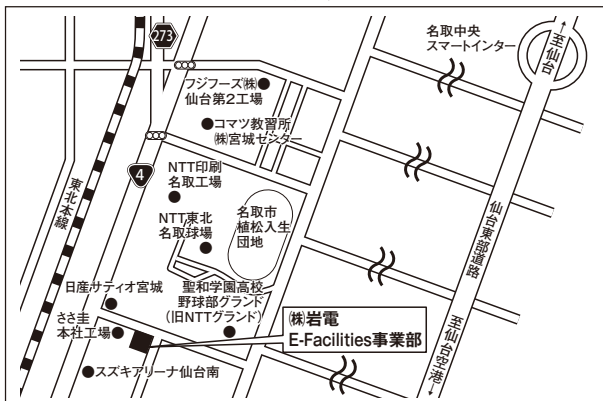 273
名取中央
スマートインター
←至仙台
フジフーズ㈱
仙台第2工場
コマツ教習所
㈱宮城センター
4
NTT印刷
名取工場
東北本線
NTT東北
名取球場
名取市
植松入生
団地
仙台東部道路
日産サティオ宮城
聖和学園高校
野球部グランド
(旧NTTグランド)
ささ圭
本社工場
㈱岩電
E-Facilities事業部
至仙台空港→
スズキアリーナ仙台南